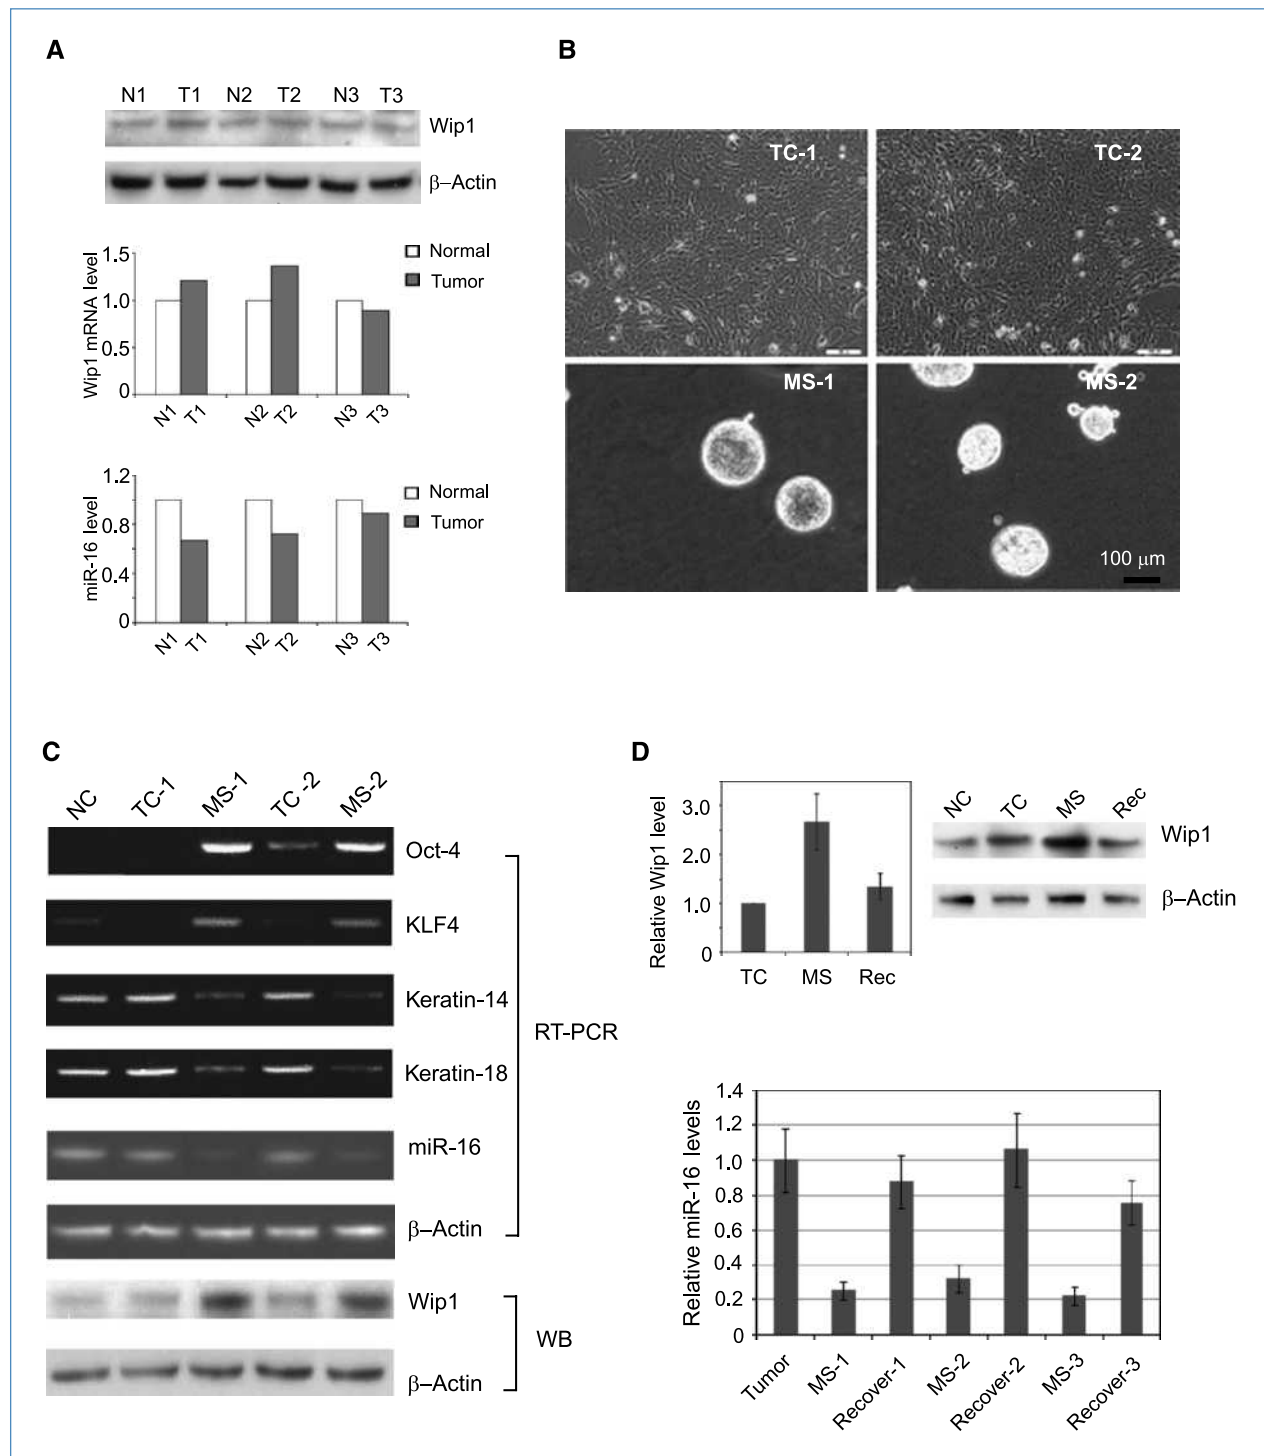 A
N1 T1 N2 T2 N3 T3
Wip1
β–Actin
Wip1 mRNA level
1.5
1.0
0.5
0
Normal
Tumor
N1 T1 N2 T2 N3 T3
miR-16 level
1.2
0.8
0.4
0
Normal
Tumor
N1 T1 N2 T2 N3 T3
B
TC-1
TC-2
MS-1
MS-2
100 μm
C
NC TC-1 MS-1 TC-2 MS-2
Oct-4
KLF4
Keratin-14
Keratin-18
miR-16
β–Actin
RT-PCR
Wip1
β–Actin
WB
D
Relative Wip1 level
3.0
2.0
1.0
0
TC MS Rec
NC TC MS Rec
Wip1
β–Actin
Relative miR-16 levels
1.4
1.2
1.0
0.8
0.6
0.4
0.2
0
Tumor MS-1 Recover-1 MS-2 Recover-2 MS-3 Recover-3